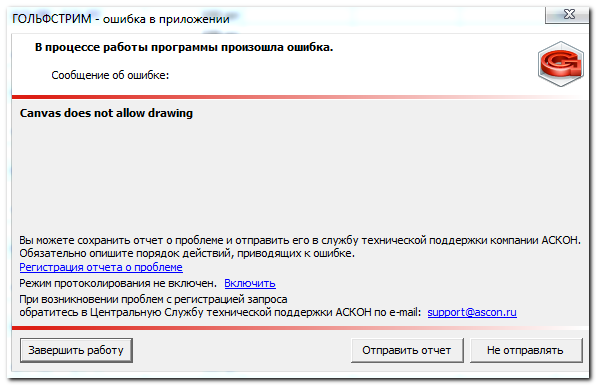 ГОЛЬФСТРИМ - ошибка в приложении
В процессе работы программы произошла ошибка.
Сообщение об ошибке:
Canvas does not allow drawing
Вы можете сохранить отчет о проблеме и отправить его в службу технической поддержки компании АСКОН.
Обязательно опишите порядок действий, приводящих к ошибке.
Регистрация отчета о проблеме
Режим протоколирования не включен. Включить
При возникновении проблем с регистрацией запроса
обратитесь в Центральную Службу технической поддержки АСКОН по e-mail: support@ascon.ru
Завершить работу Отправить отчет Не отправлять